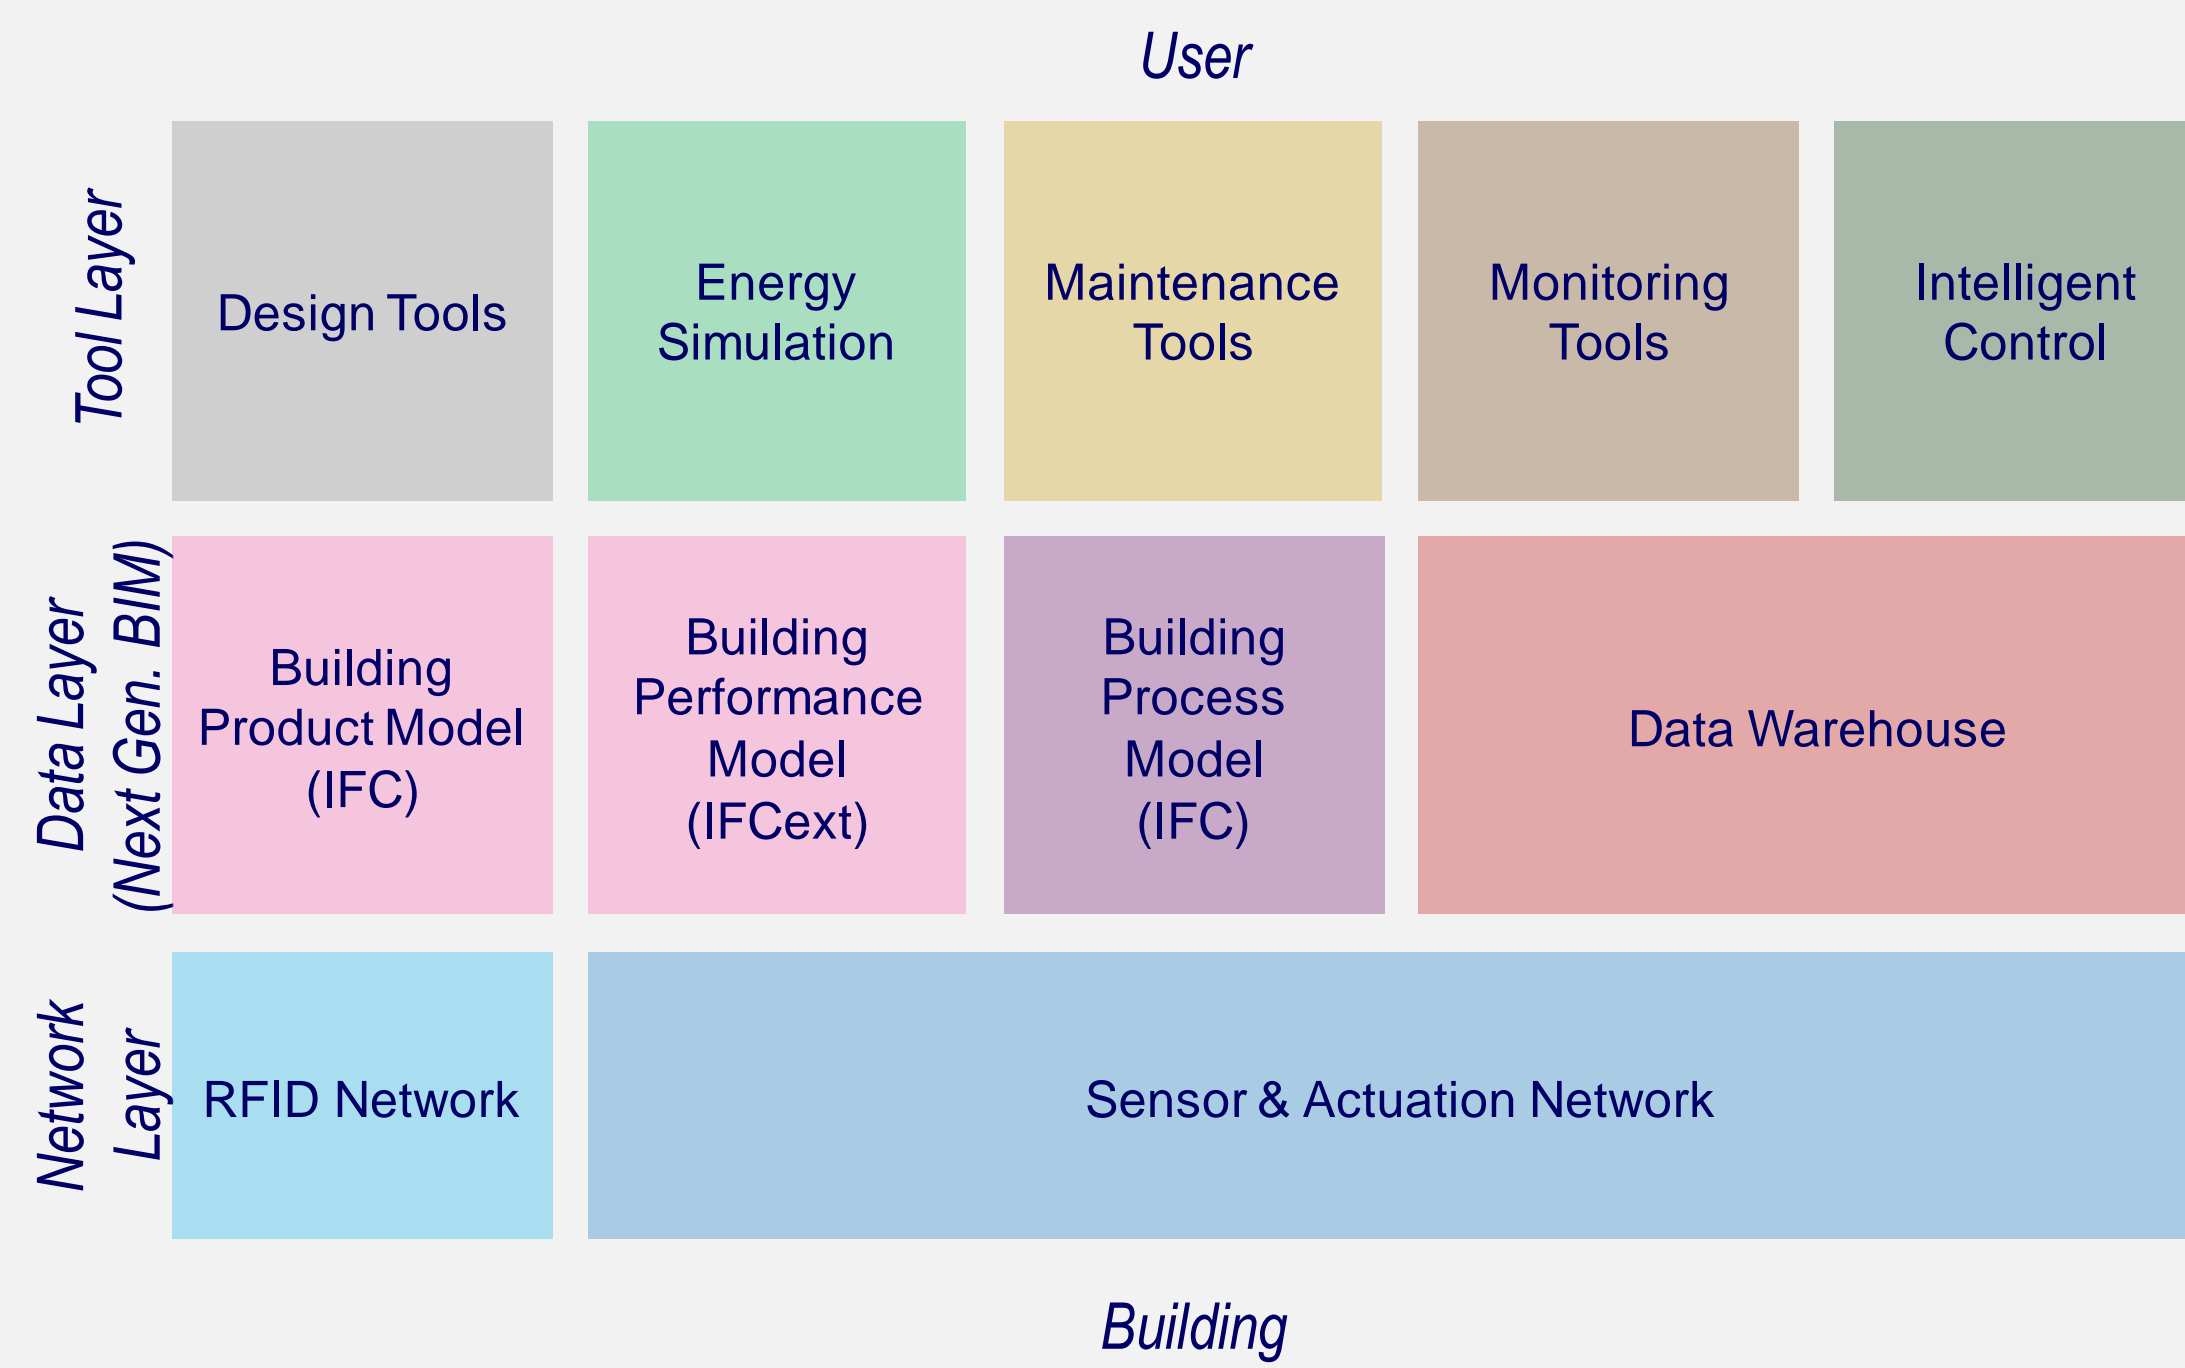 User
Tool Layer
Design Tools
Energy
Simulation
Maintenance
Tools
Monitoring
Tools
Intelligent
Control
Data Layer
(Next Gen. BIM)
Building
Product Model
(IFC)
Building
Performance
Model
(IFCext)
Building
Process
Model
(IFC)
Data Warehouse
Network
Layer
RFID Network
Sensor & Actuation Network
Building